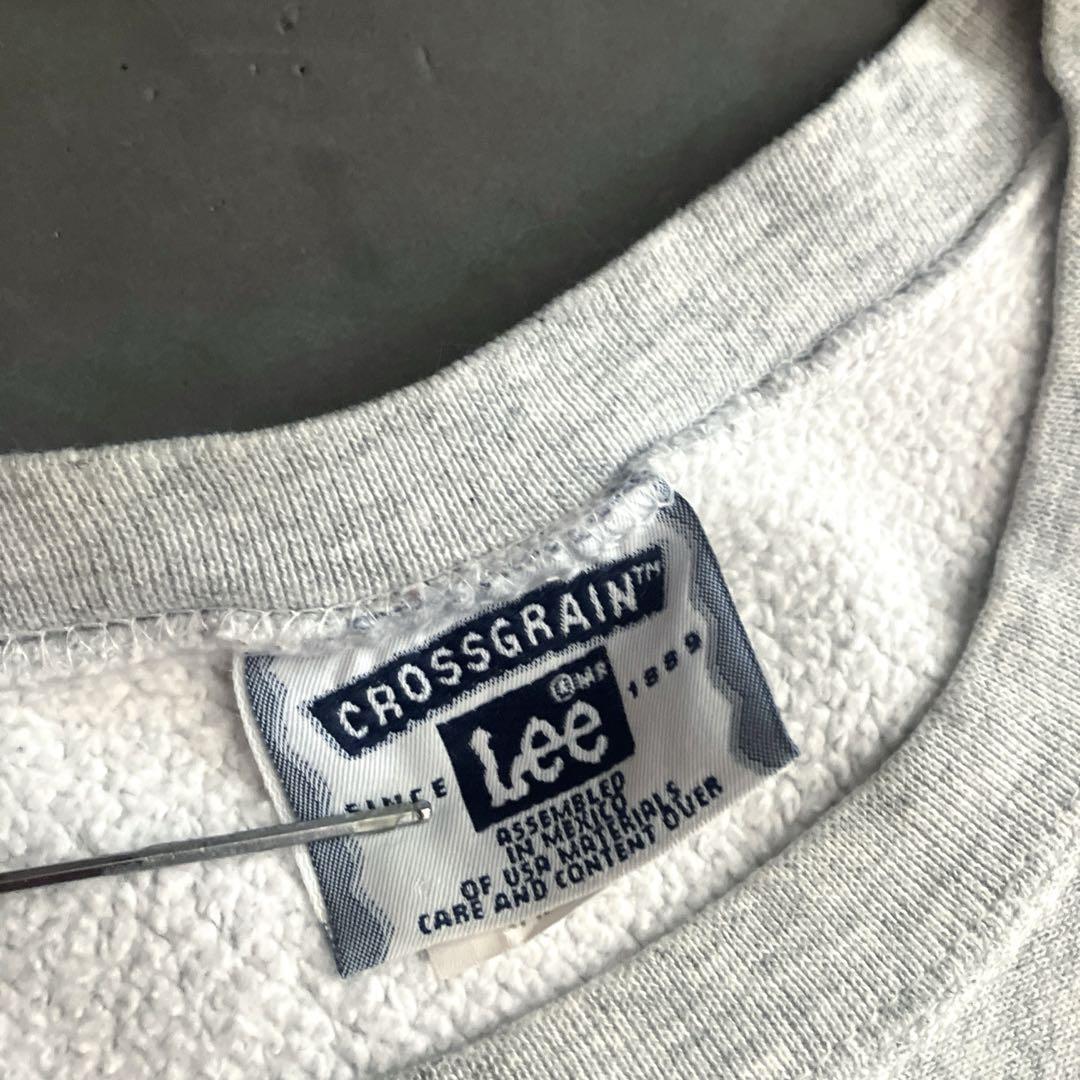 CROSSGRAIN™
®MR
Lee
SINCE 1889
ASSEMBLED
IN MEXICO
OF USA MATERIALS
CARE AND CONTENT OVER